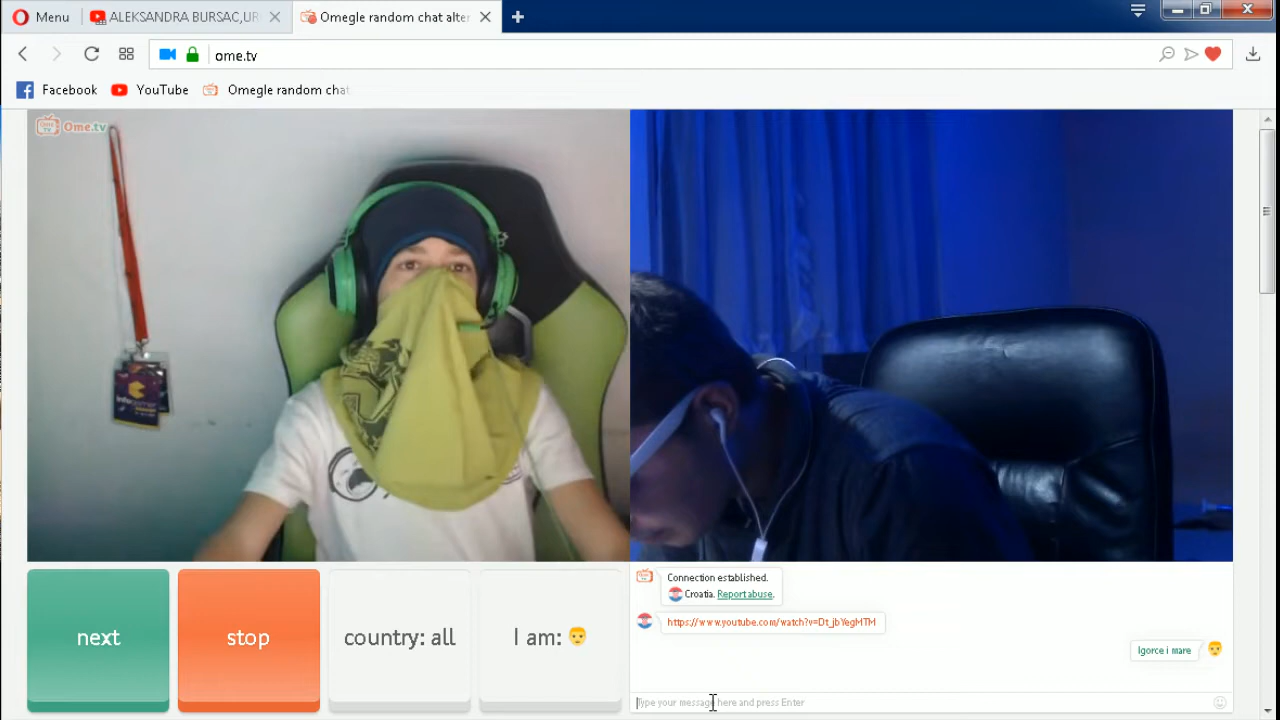 Menu
ALEKSANDRA BURSAC,UR
Omegle random chat alter
ome.tv
Facebook
YouTube
Omegle random chat
Ome.tv
infogamer
Connection established.
Croatia. Report abuse.
https://www.youtube.com/watch?v=Dt_jbYegMTM
Igorce i mare
next
stop
country: all
I am:
Type your message here and press Enter